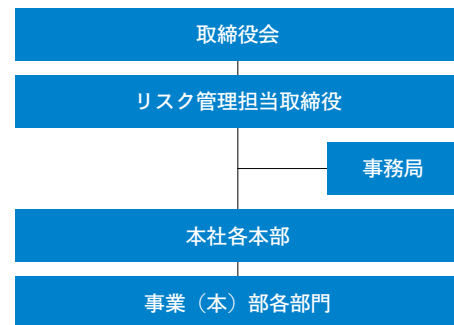 取締役会
リスク管理担当取締役
事務局
本社各本部
事業（本）部各部門